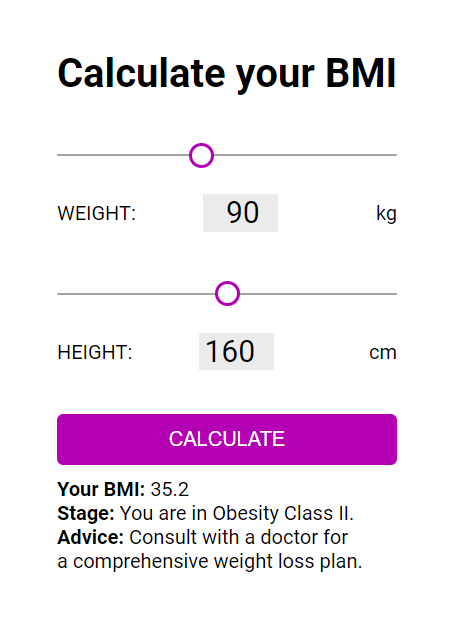 Calculate your BMI
WEIGHT: 90 kg
HEIGHT: 160 cm
CALCULATE
Your BMI: 35.2
Stage: You are in Obesity Class II.
Advice: Consult with a doctor for
a comprehensive weight loss plan.